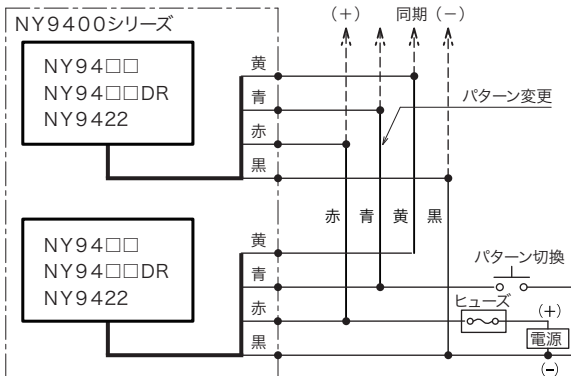 NY9400シリーズ
(+) 同期 (−)
NY94□□
NY94□□DR
NY9422
黄
青
赤
黒
パターン変更
赤 青 黄 黒
NY94□□
NY94□□DR
NY9422
黄
青
赤
黒
パターン切換
ヒューズ
(+)
電源
(−)